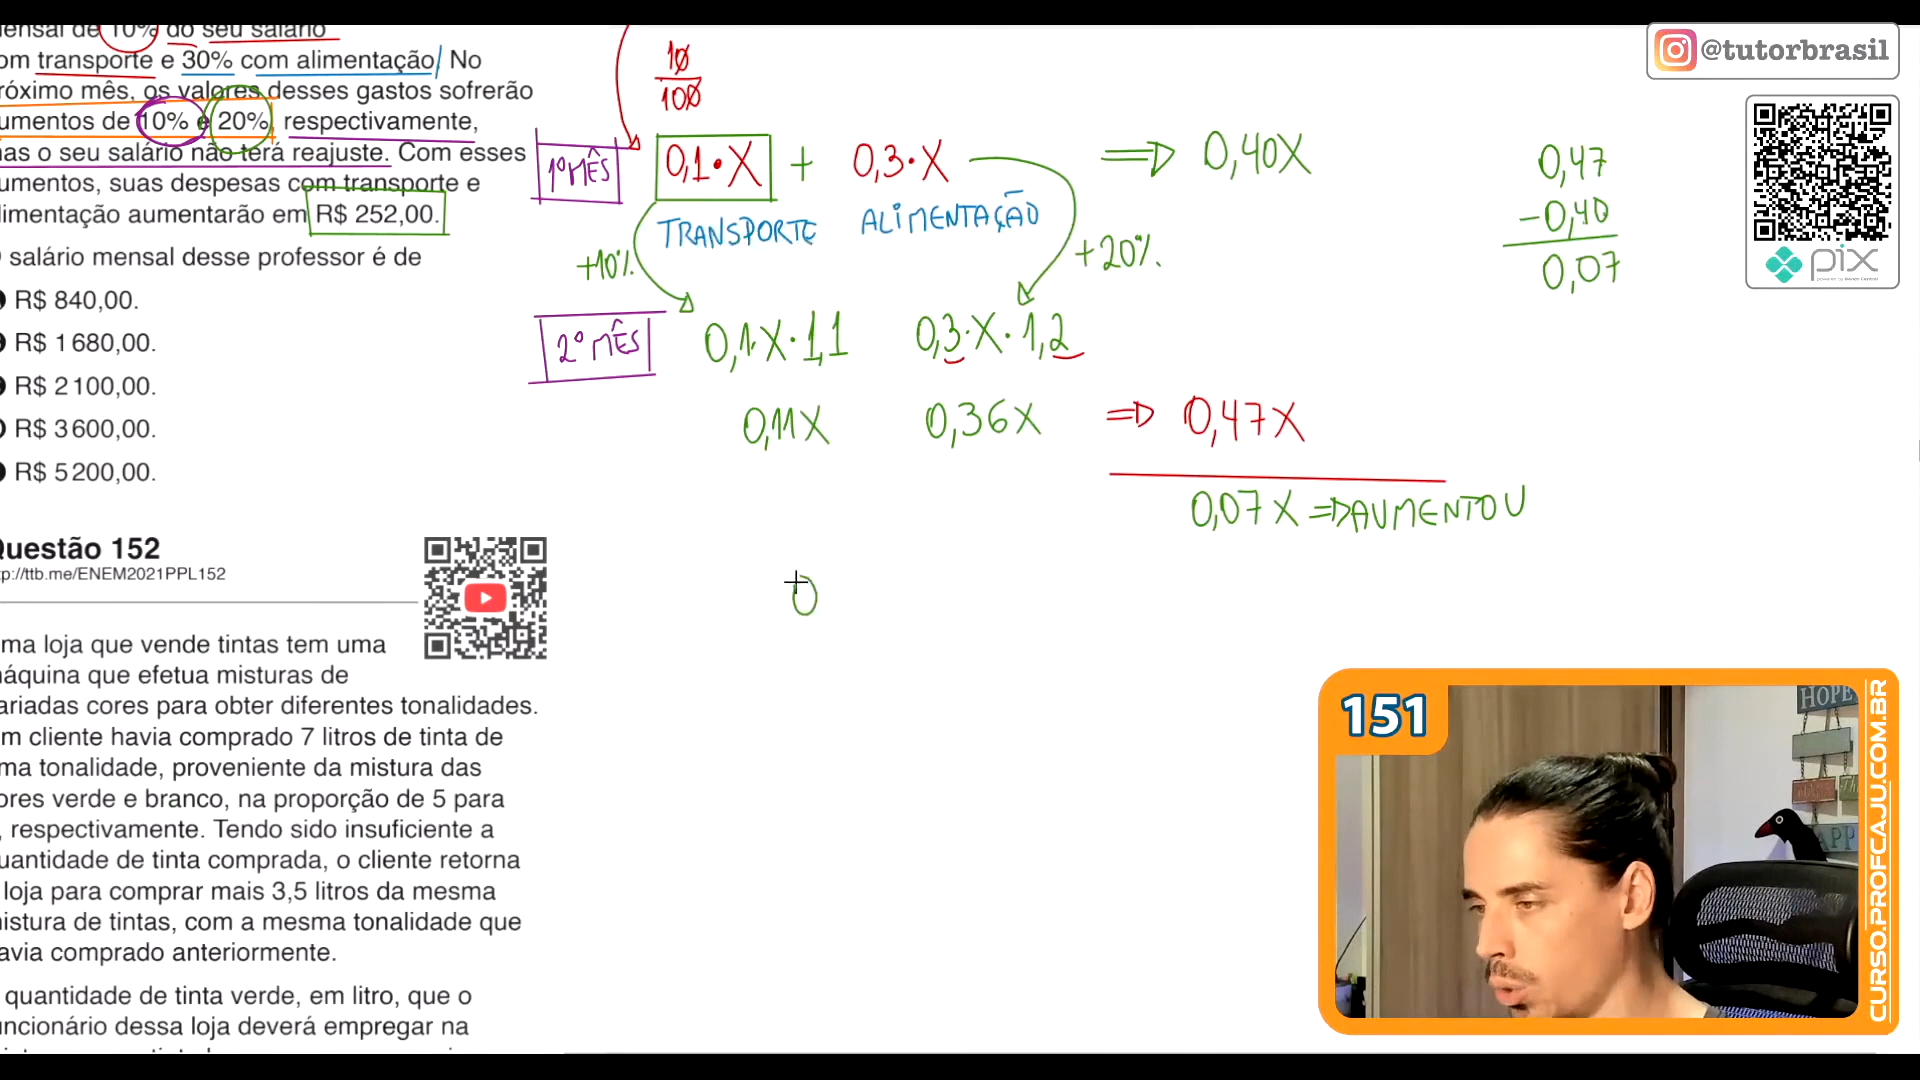 mensal de 10% do seu salário
om transporte e 30% com alimentação/ No
róximo mês, os valores desses gastos sofrerão
umentos de 10% e 20%, respectivamente,
nas o seu salário não terá reajuste. Com esses
umentos, suas despesas com transporte e
limentação aumentarão em R$ 252,00.
salário mensal desse professor é de
R$ 840,00.
R$ 1 680,00.
R$ 2 100,00.
R$ 3 600,00.
R$ 5 200,00.
Questão 152
tp://ttb.me/ENEM2021PPL152
ma loja que vende tintas tem uma
náquina que efetua misturas de
ariadas cores para obter diferentes tonalidades.
m cliente havia comprado 7 litros de tinta de
ma tonalidade, proveniente da mistura das
ores verde e branco, na proporção de 5 para
, respectivamente. Tendo sido insuficiente a
uantidade de tinta comprada, o cliente retorna
loja para comprar mais 3,5 litros da mesma
nistura de tintas, com a mesma tonalidade que
avia comprado anteriormente.
quantidade de tinta verde, em litro, que o
uncionário dessa loja deverá empregar na
10
100
1º MÊS 0,1·X + 0,3·X ⇒ 0,40X
TRANSPORTE ALIMENTAÇÃO
+10% +20%
2º MÊS 0,1·X·1,1 0,3·X·1,2
0,11X 0,36X ⇒ 0,47X
0,07X ⇒ AUMENTOU
0
0,47
-0,40
0,07
@tutorbrasil
pix
powered by Banco Central
151
HOPE
CURSO.PROFCAJU.COM.BR